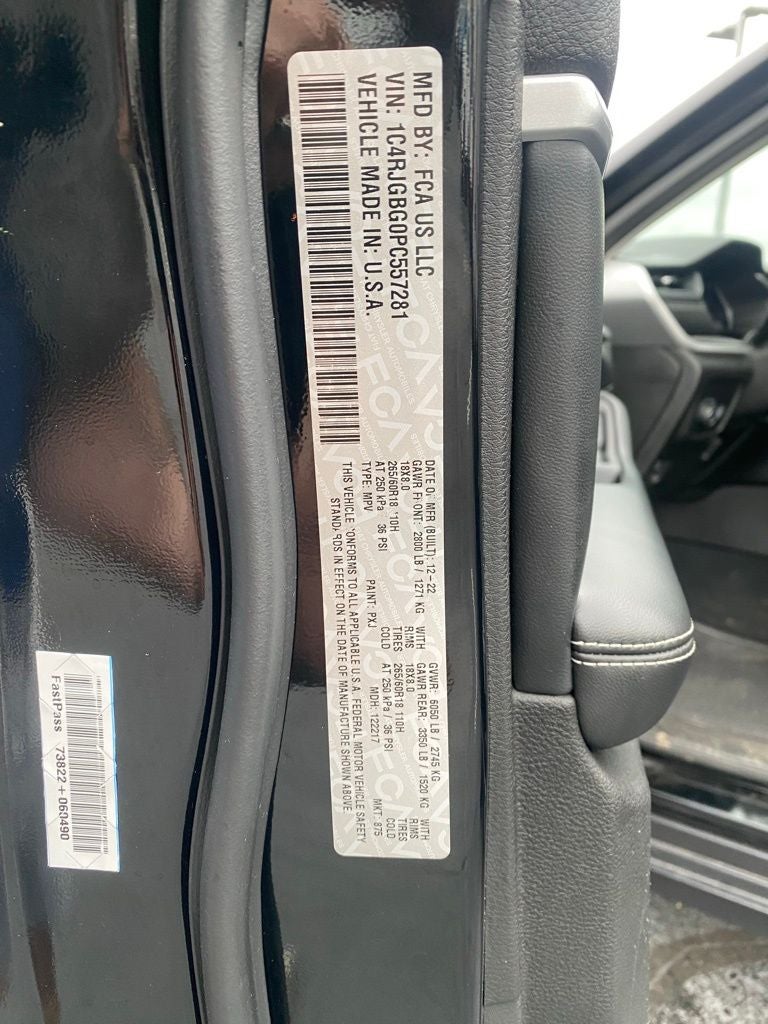 MFD BY: FCA US LLC
VIN: 1C4RJGBG0PC557281
VEHICLE MADE IN: U.S.A.
DATE OF MFR (BUILT): 12-22 GVWR: 6050 LB / 2745 KG
GAWR FRONT: 2800 LB / 1271 KG WITH GAWR REAR: 3350 LB / 1520 KG WITH
18X8.0 RIMS 18X8.0 RIMS
265/60R18 110H TIRES 265/60R18 110H TIRES
AT 250 kPa / 36 PSI COLD AT 250 kPa / 36 PSI COLD
TYPE: MPV PAINT: PXJ MDH: 122217 MKT: 875
THIS VEHICLE CONFORMS TO ALL APPLICABLE U.S.A. FEDERAL MOTOR VEHICLE SAFETY
STANDARDS IN EFFECT ON THE DATE OF MANUFACTURE SHOWN ABOVE
FastPass 73822 + 060490